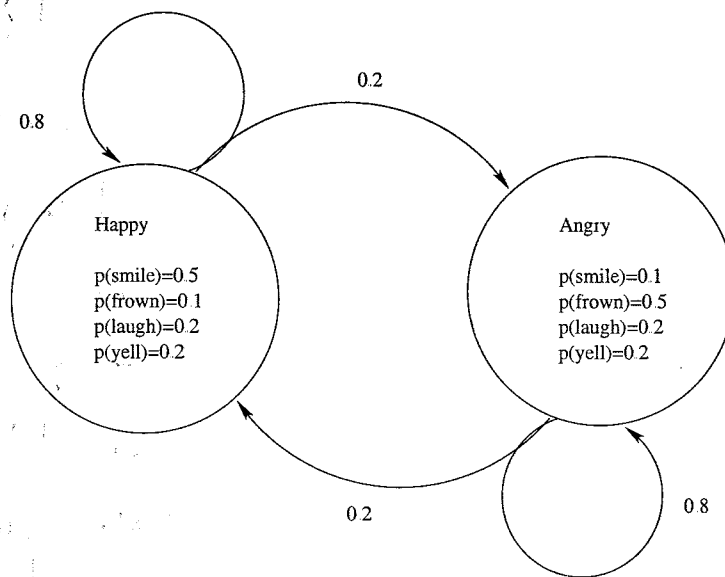 0.2
0.8
Happy
p(smile)=0.5
p(frown)=0.1
p(laugh)=0.2
p(yell)=0.2
Angry
p(smile)=0.1
p(frown)=0.5
p(laugh)=0.2
p(yell)=0.2
0.2
0.8